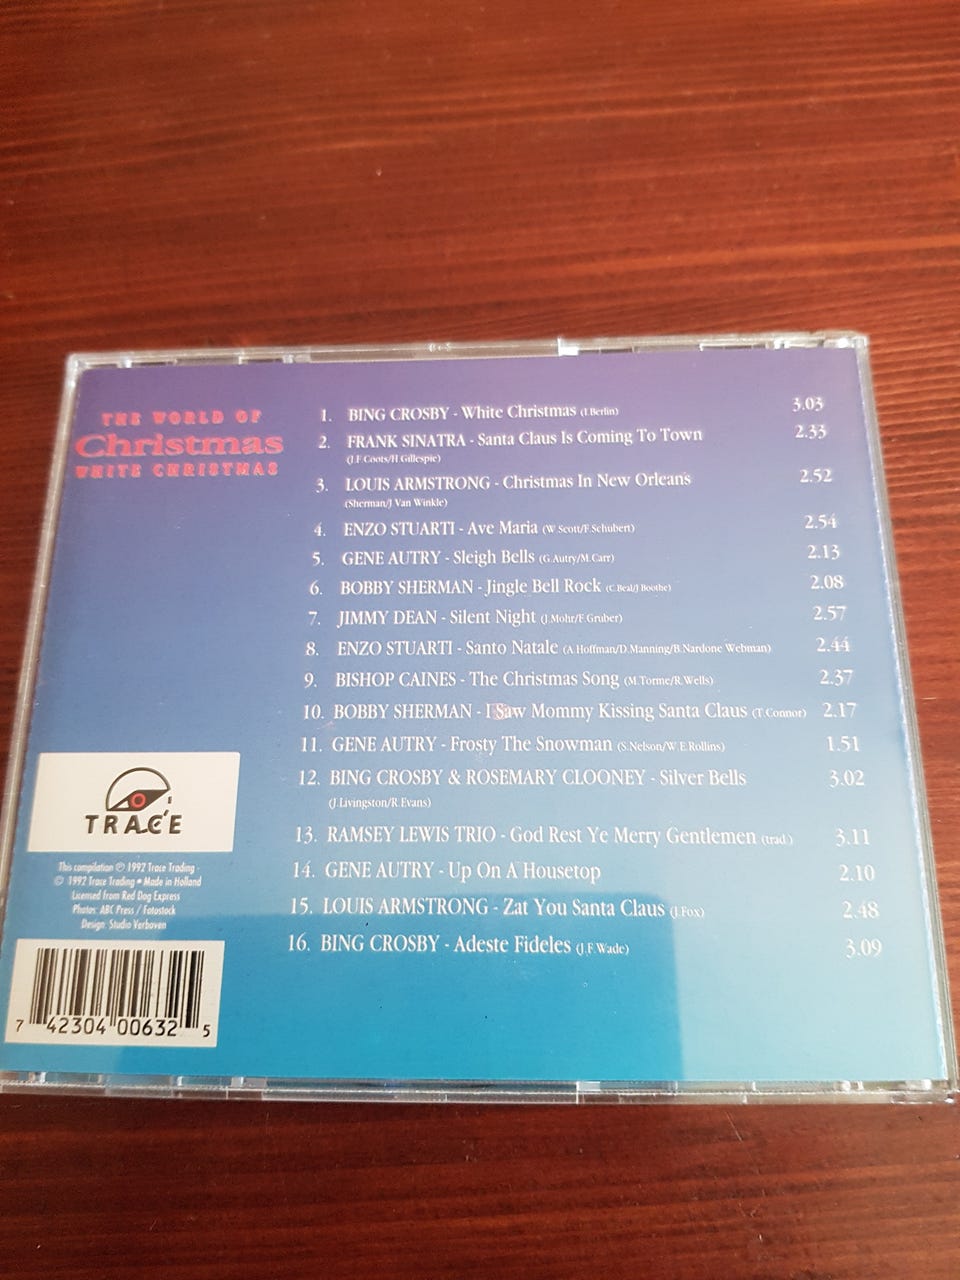 THE WORLD OF
Christmas
WHITE CHRISTMAS
1. BING CROSBY - White Christmas (I.Berlin) 3.03
2. FRANK SINATRA - Santa Claus Is Coming To Town 2.33
(J.F.Coots/H.Gillespie)
3. LOUIS ARMSTRONG - Christmas In New Orleans 2.52
(Sherman/J Van Winkle)
4. ENZO STUARTI - Ave Maria (W.Scott/F.Schubert) 2.54
5. GENE AUTRY - Sleigh Bells (G.Autry/M.Carr) 2.13
6. BOBBY SHERMAN - Jingle Bell Rock (C.Beal/J Boothe) 2.08
7. JIMMY DEAN - Silent Night (J.Mohr/F.Gruber) 2.57
8. ENZO STUARTI - Santo Natale (A.Hoffman/D.Manning/B.Nardone Webman) 2.44
9. BISHOP CAINES - The Christmas Song (M.Torme/R.Wells) 2.37
10. BOBBY SHERMAN - I Saw Mommy Kissing Santa Claus (T.Connor) 2.17
11. GENE AUTRY - Frosty The Snowman (S.Nelson/W.E.Rollins) 1.51
12. BING CROSBY & ROSEMARY CLOONEY - Silver Bells 3.02
(J.Livingston/R.Evans)
13. RAMSEY LEWIS TRIO - God Rest Ye Merry Gentlemen (trad.) 3.11
14. GENE AUTRY - Up On A Housetop 2.10
15. LOUIS ARMSTRONG - Zat You Santa Claus (J.Fox) 2.48
16. BING CROSBY - Adeste Fideles (J.F.Wade) 3.09
TRACE
This compilation ℗ 1992 Trace Trading -
© 1992 Trace Trading • Made in Holland
Licensed from Red Dog Express
Photos: ABC Press / Fotostock
Design: Studio Verboven
7 42304 00632 5